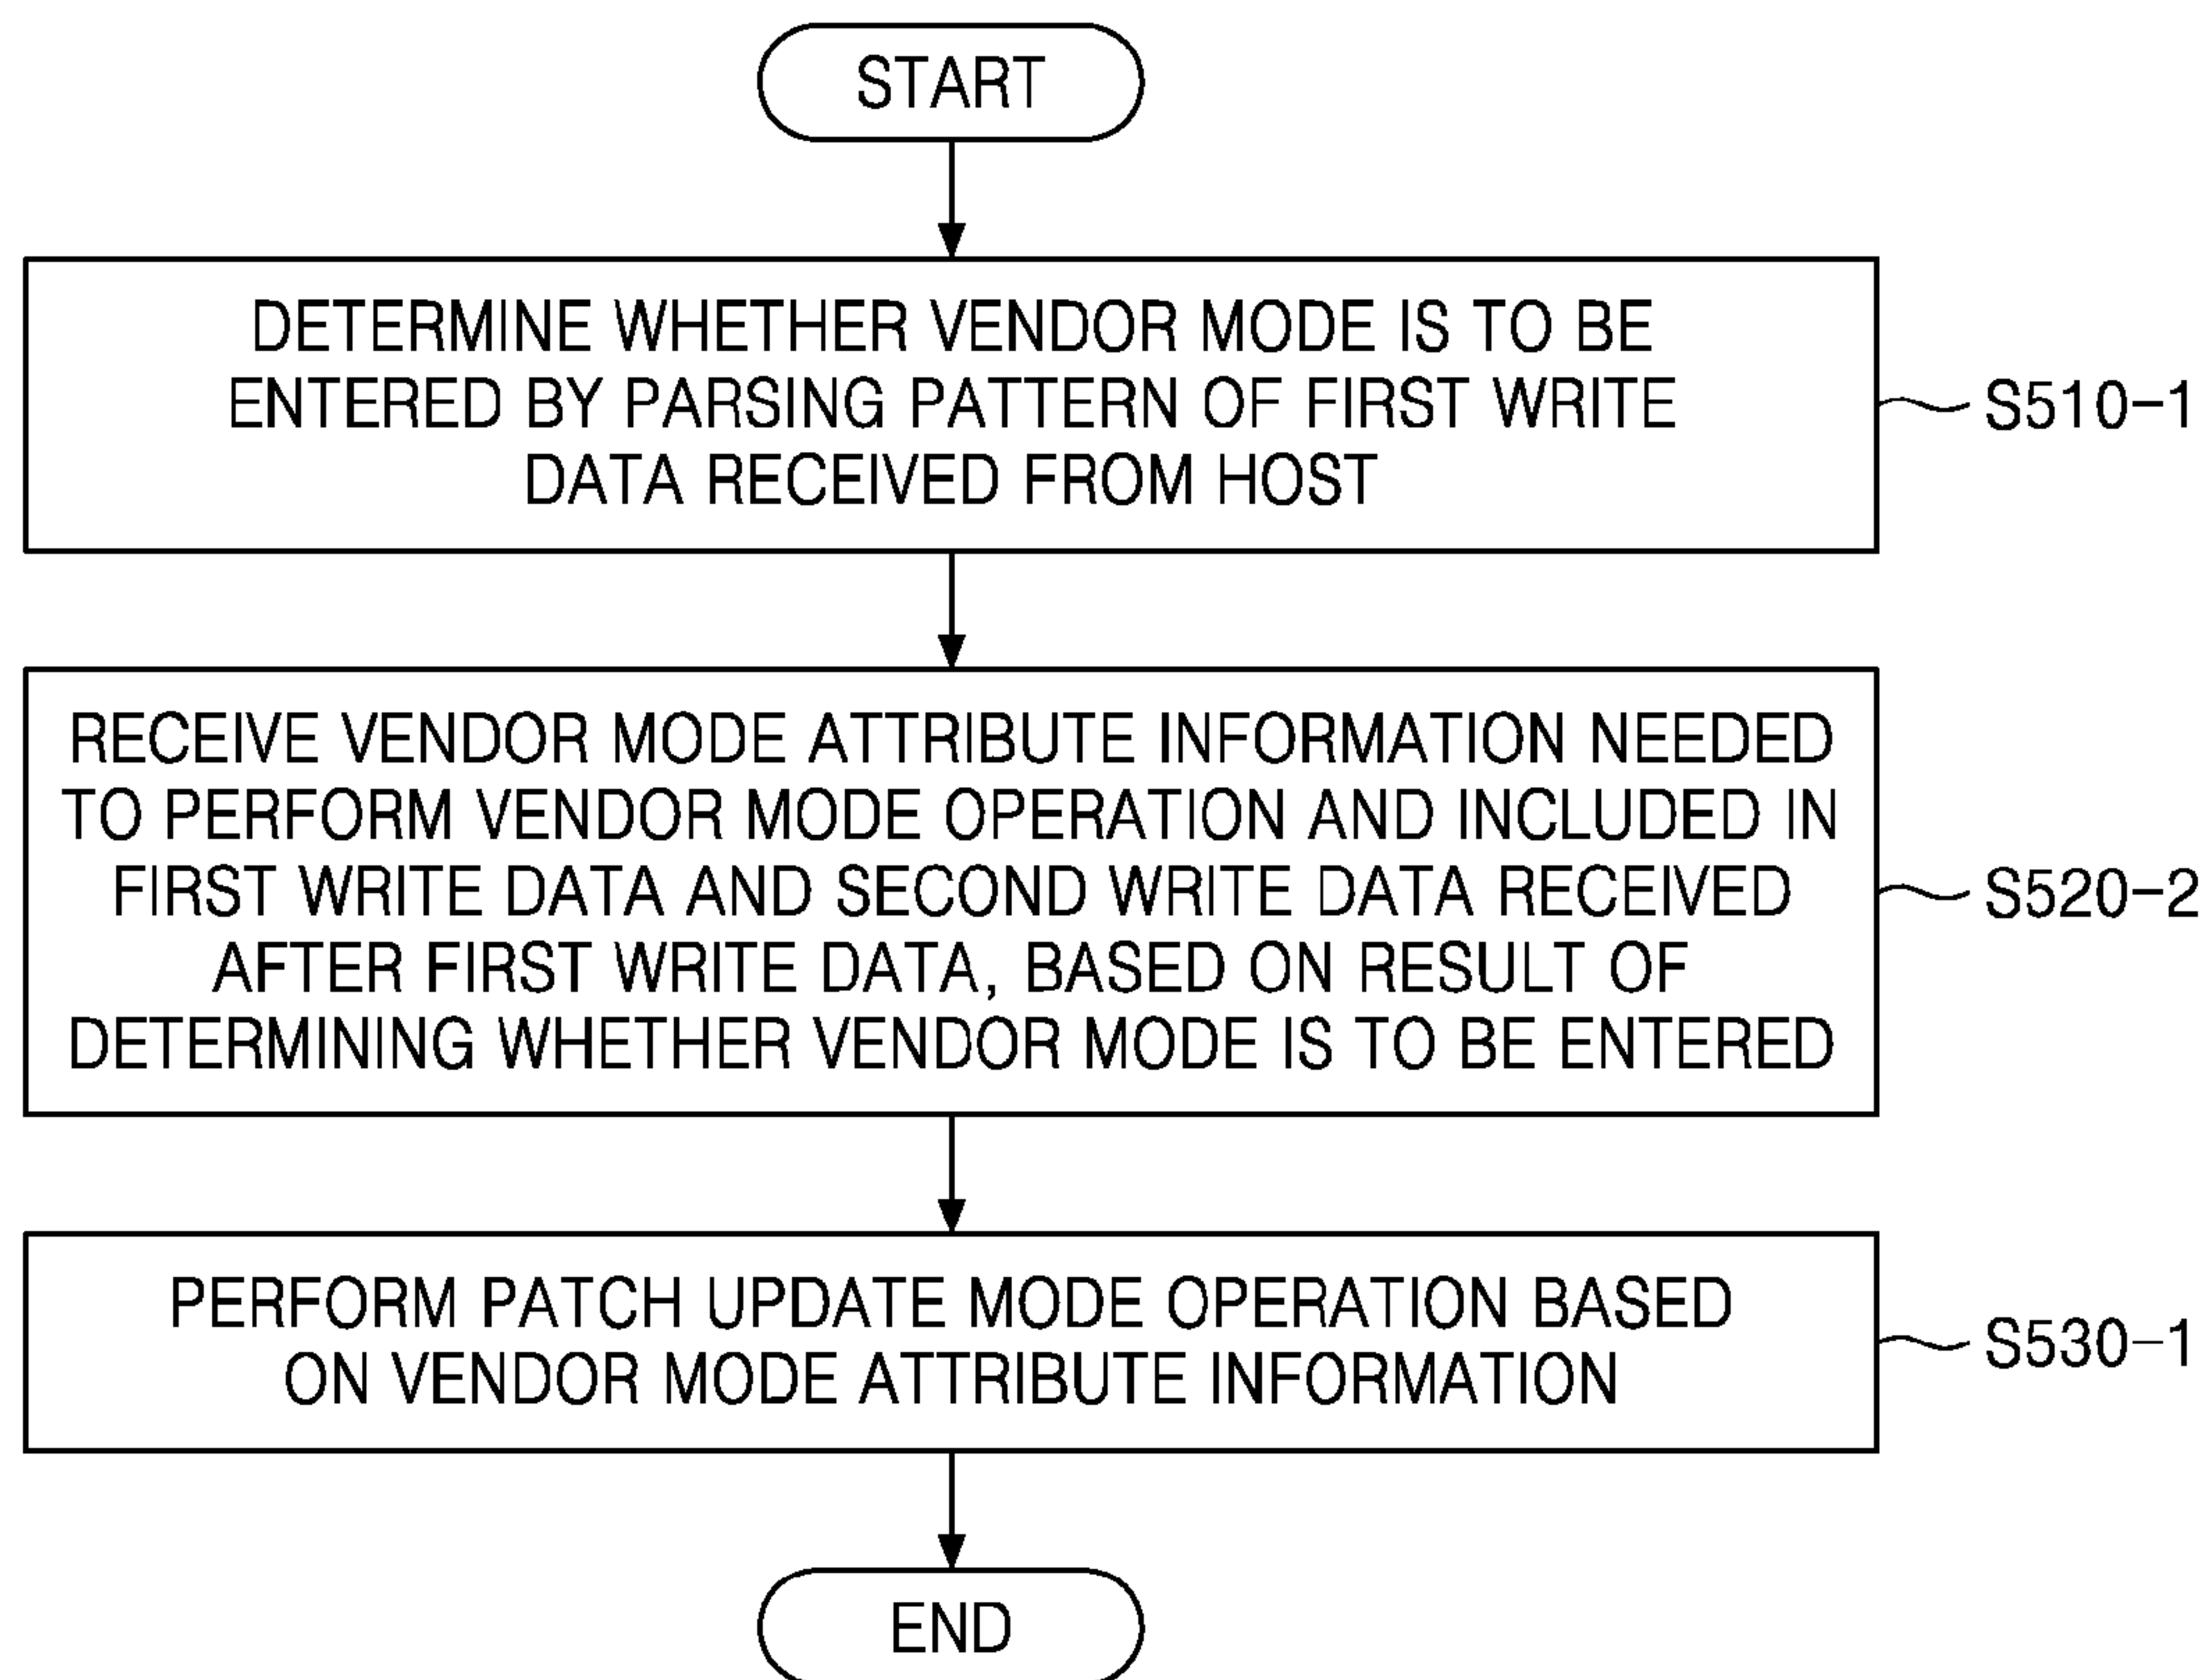 START
DETERMINE WHETHER VENDOR MODE IS TO BE
ENTERED BY PARSING PATTERN OF FIRST WRITE
DATA RECEIVED FROM HOST
S510-1
RECEIVE VENDOR MODE ATTRIBUTE INFORMATION NEEDED
TO PERFORM VENDOR MODE OPERATION AND INCLUDED IN
FIRST WRITE DATA AND SECOND WRITE DATA RECEIVED
AFTER FIRST WRITE DATA, BASED ON RESULT OF
DETERMINING WHETHER VENDOR MODE IS TO BE ENTERED
S520-2
PERFORM PATCH UPDATE MODE OPERATION BASED
ON VENDOR MODE ATTRIBUTE INFORMATION
S530-1
END